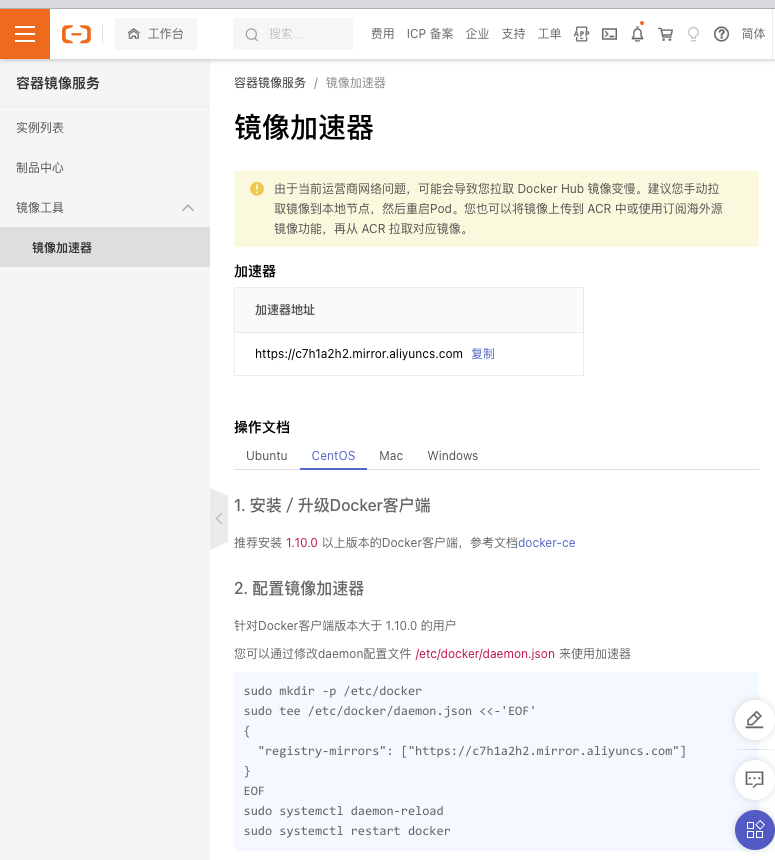 工作台
搜索...
费用 ICP 备案 企业 支持 工单 APP 简体
容器镜像服务
实例列表
制品中心
镜像工具
镜像加速器
容器镜像服务 / 镜像加速器
镜像加速器
由于当前运营商网络问题，可能会导致您拉取 Docker Hub 镜像变慢。建议您手动拉
取镜像到本地节点，然后重启Pod。您也可以将镜像上传到 ACR 中或使用订阅海外源
镜像功能，再从 ACR 拉取对应镜像。
加速器
加速器地址
https://c7h1a2h2.mirror.aliyuncs.com 复制
操作文档
Ubuntu CentOS Mac Windows
1. 安装 / 升级Docker客户端
推荐安装 1.10.0 以上版本的Docker客户端，参考文档docker-ce
2. 配置镜像加速器
针对Docker客户端版本大于 1.10.0 的用户
您可以通过修改daemon配置文件 /etc/docker/daemon.json 来使用加速器
sudo mkdir -p /etc/docker
sudo tee /etc/docker/daemon.json <<-'EOF'
{
  "registry-mirrors": ["https://c7h1a2h2.mirror.aliyuncs.com"]
}
EOF
sudo systemctl daemon-reload
sudo systemctl restart docker